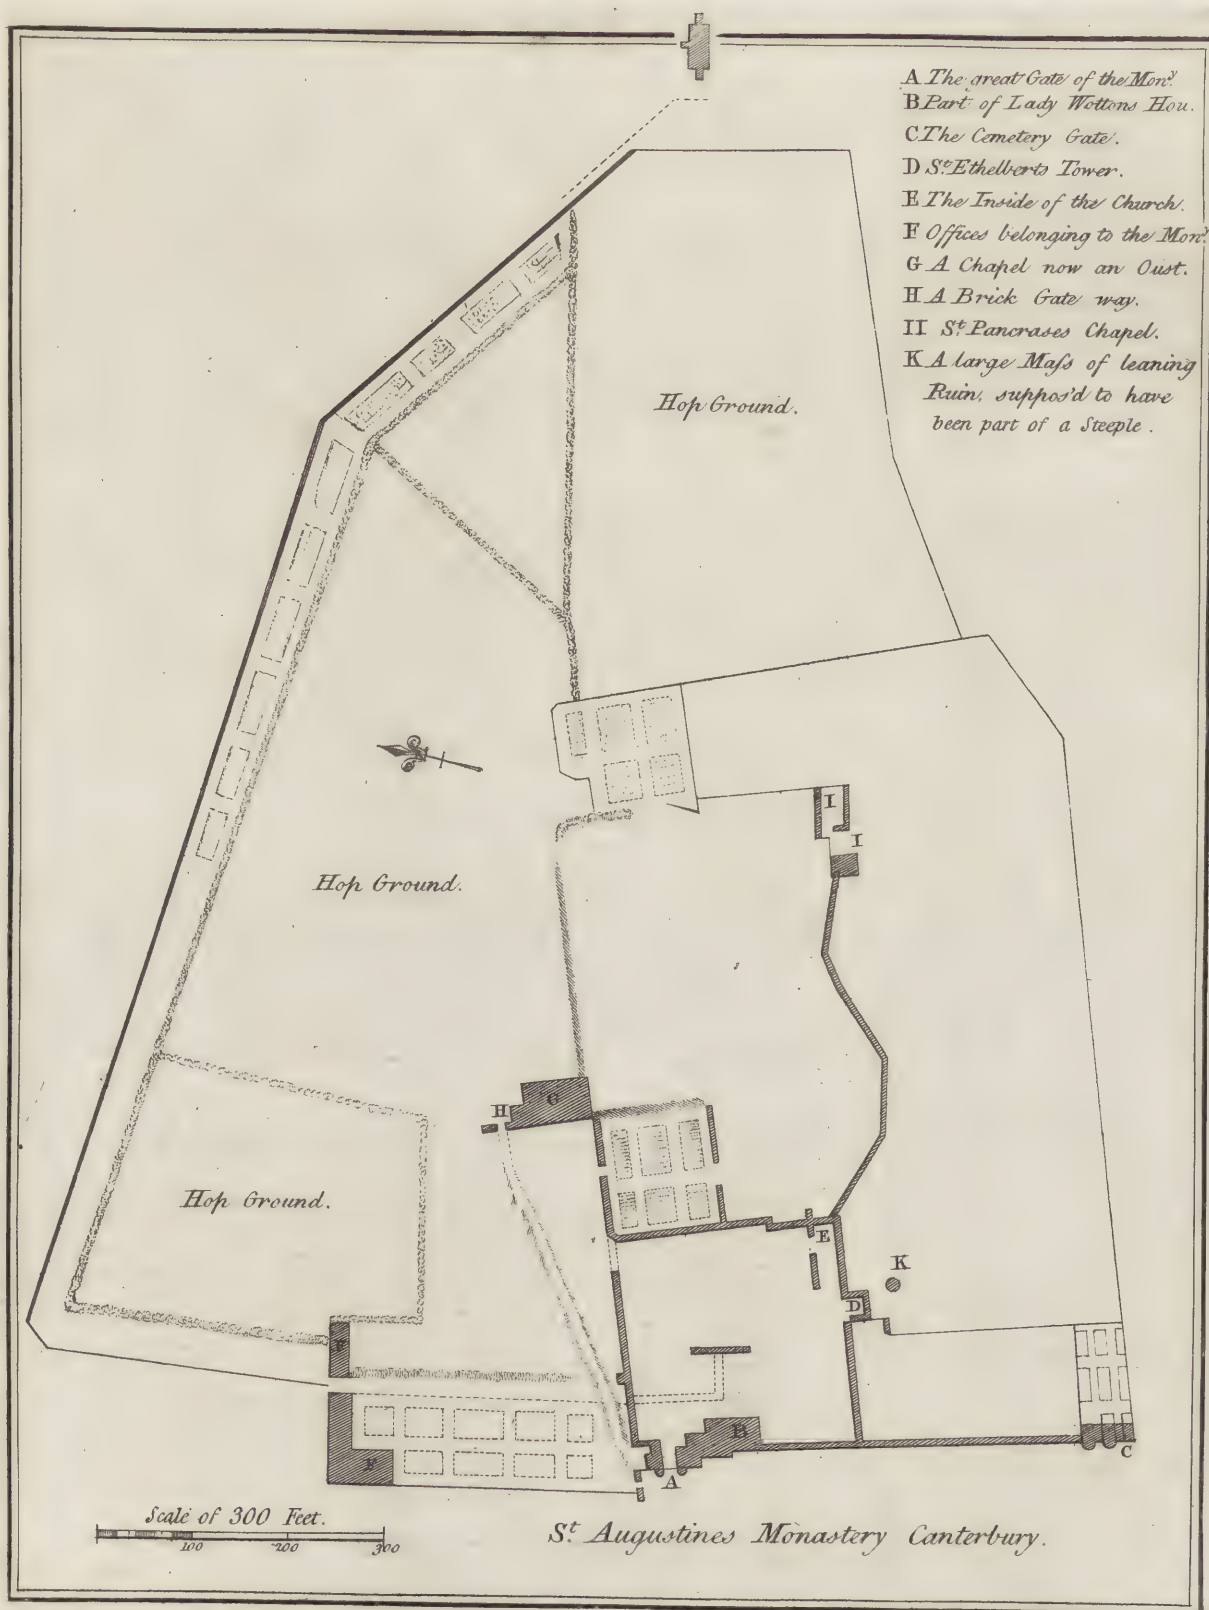 A The great Gate of the Mon.y
B Part of Lady Wottons Hou.
C The Cemetery Gate.
D St. Ethelberts Tower.
E The Inside of the Church.
F Offices belonging to the Mon.y
G A Chapel now an Oust.
H A Brick Gate way.
II St. Pancrases Chapel.
K A large Maſs of leaning
Ruin, suppos'd to have
been part of a Steeple.
Hop Ground.
I
I
Hop Ground.
H
G
Hop Ground.
E
K
D
F
B
F
A
C
Scale of 300 Feet.
100 200 300
St. Augustines Monastery Canterbury.